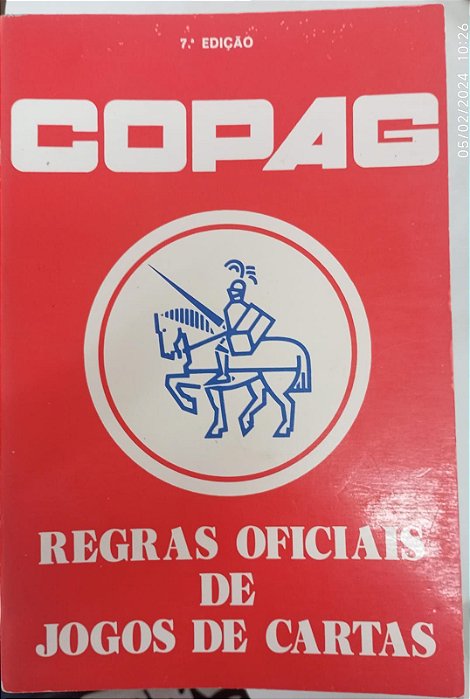 7.ª EDIÇÃO
COPAG
05/02/2024 10:26
REGRAS OFICIAIS
DE
JOGOS DE CARTAS